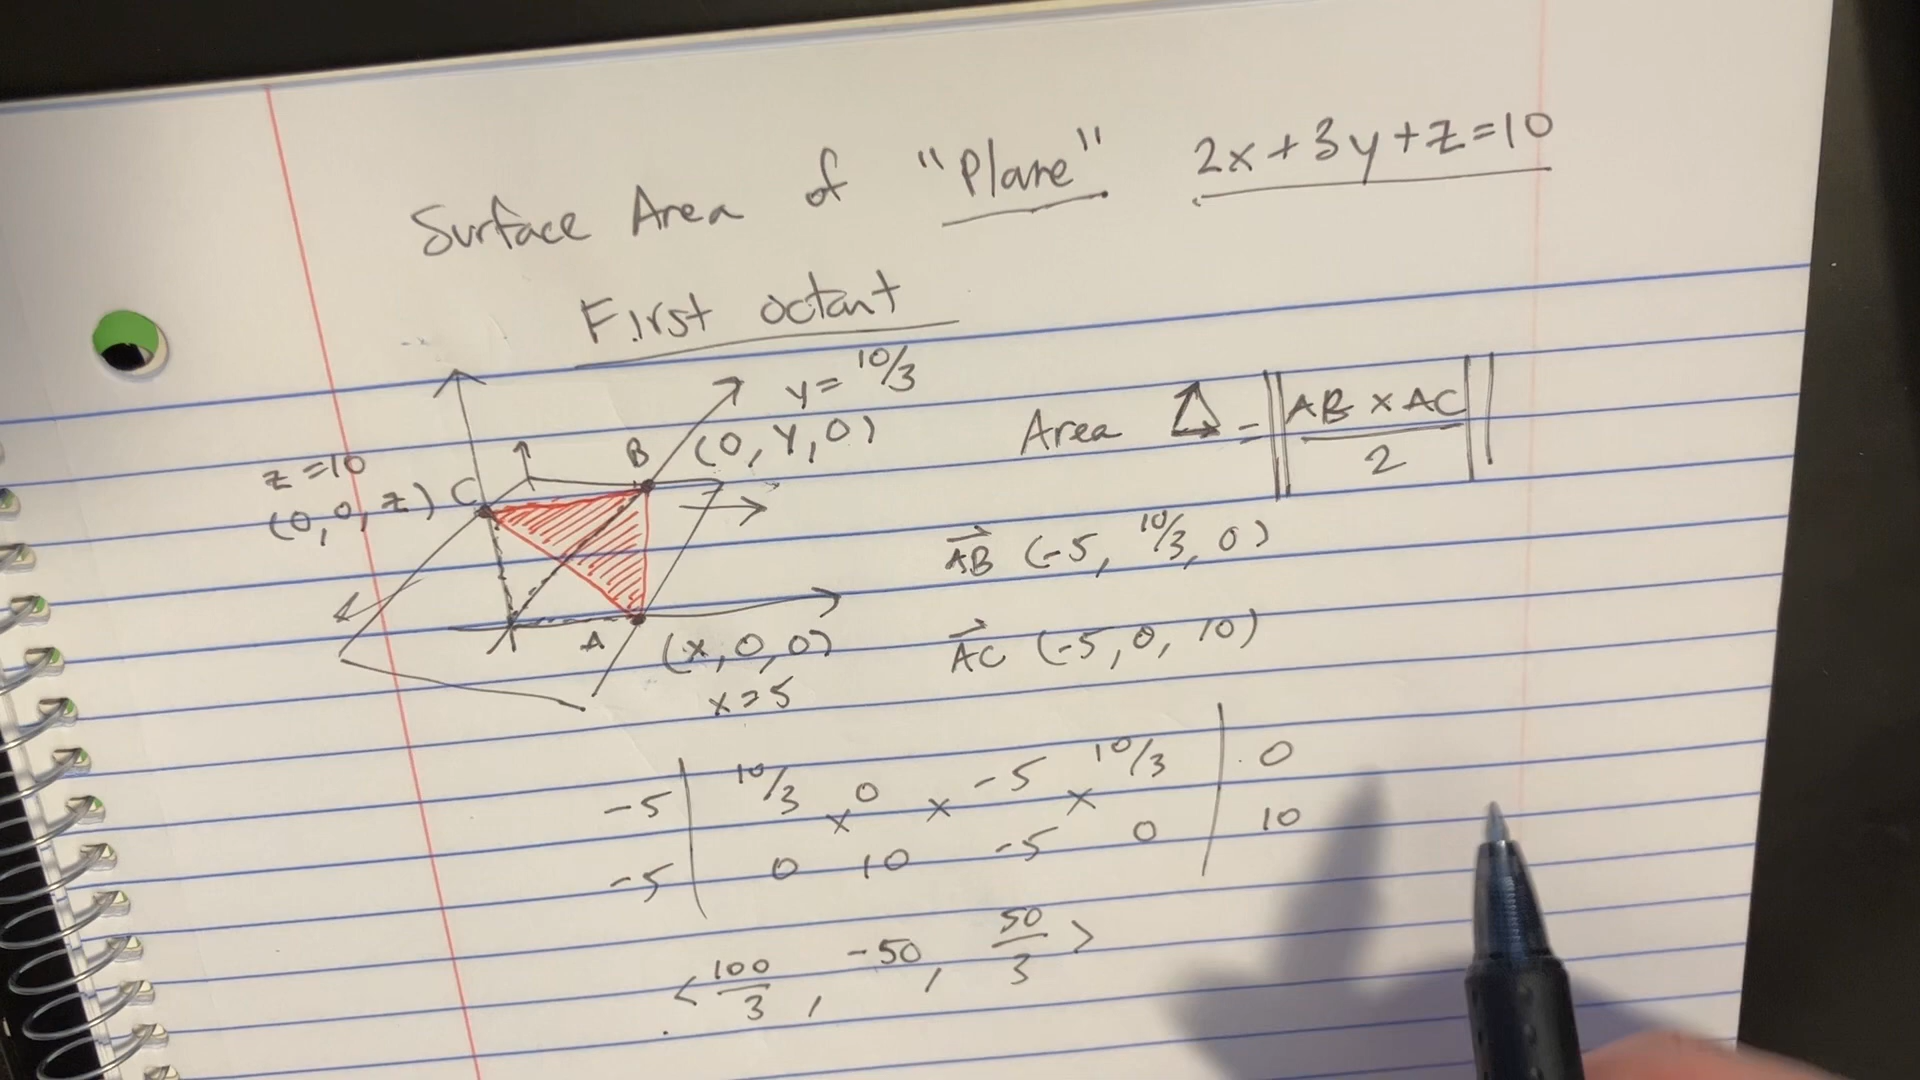 Surface Area of "Plane" 2x+3y+z=10
First octant
y = 10/3
B (0, Y, 0)
z=10
(0, 0, z) C
A (x, 0, 0)
x=5
Area △ = ||AB × AC / 2||
AB (-5, 10/3, 0)
AC (-5, 0, 10)
-5 | 10/3 × 0 × -5 × 10/3 | 0
-5 | 0 10 -5 0 | 10
< 100/3, -50, 50/3 >